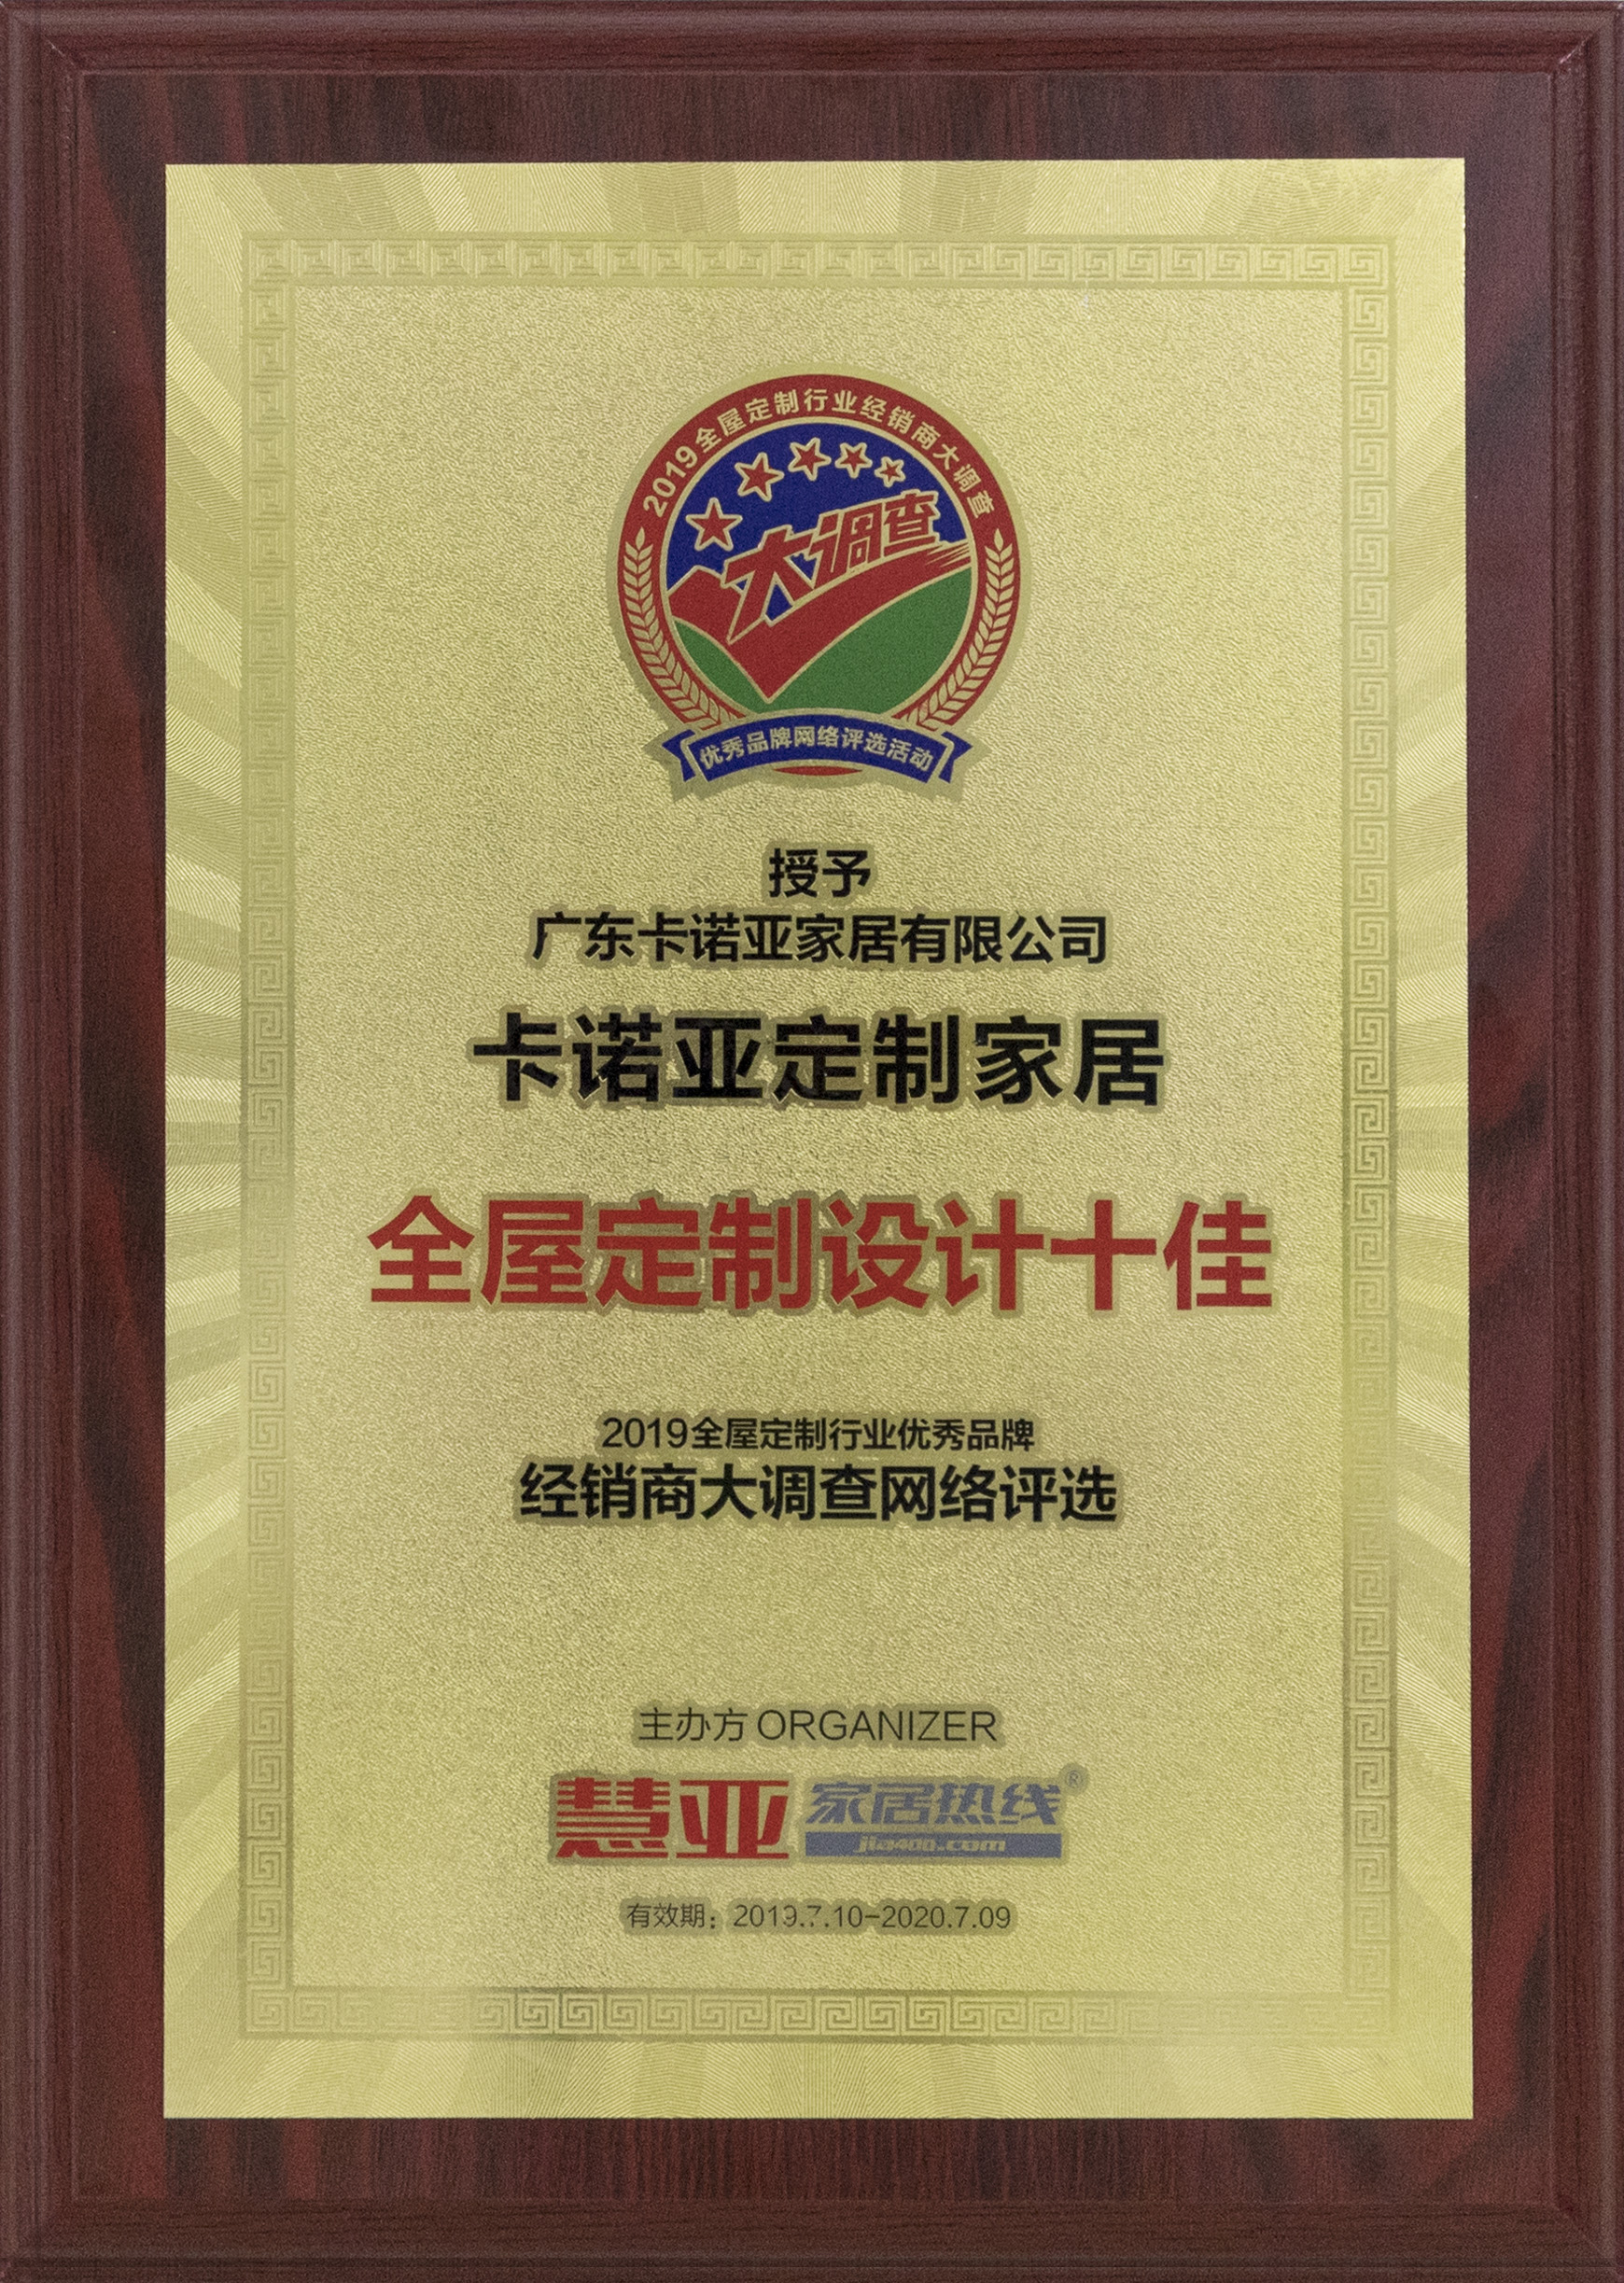 2019全屋定制行业经销商大调查
大调查
优秀品牌网络评选活动
授予
广东卡诺亚家居有限公司
卡诺亚定制家居
全屋定制设计十佳
2019全屋定制行业优秀品牌
经销商大调查网络评选
主办方 ORGANIZER
慧亚 家居热线®
jia400.com
有效期：2019.7.10-2020.7.09